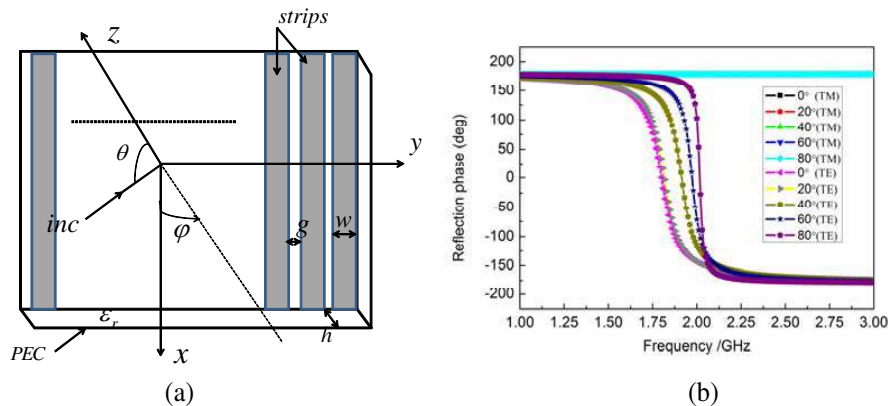 strips
z
y
θ
inc
φ
g
w
ε_r
h
PEC
x
(a)
200
150
100
50
0
-50
-100
-150
-200
Reflection phase (deg)
0° (TM)
20°(TM)
40°(TM)
60°(TM)
80°(TM)
0° (TE)
20°(TE)
40°(TE)
60°(TE)
80°(TE)
1.00 1.25 1.50 1.75 2.00 2.25 2.50 2.75 3.00
Frequency /GHz
(b)